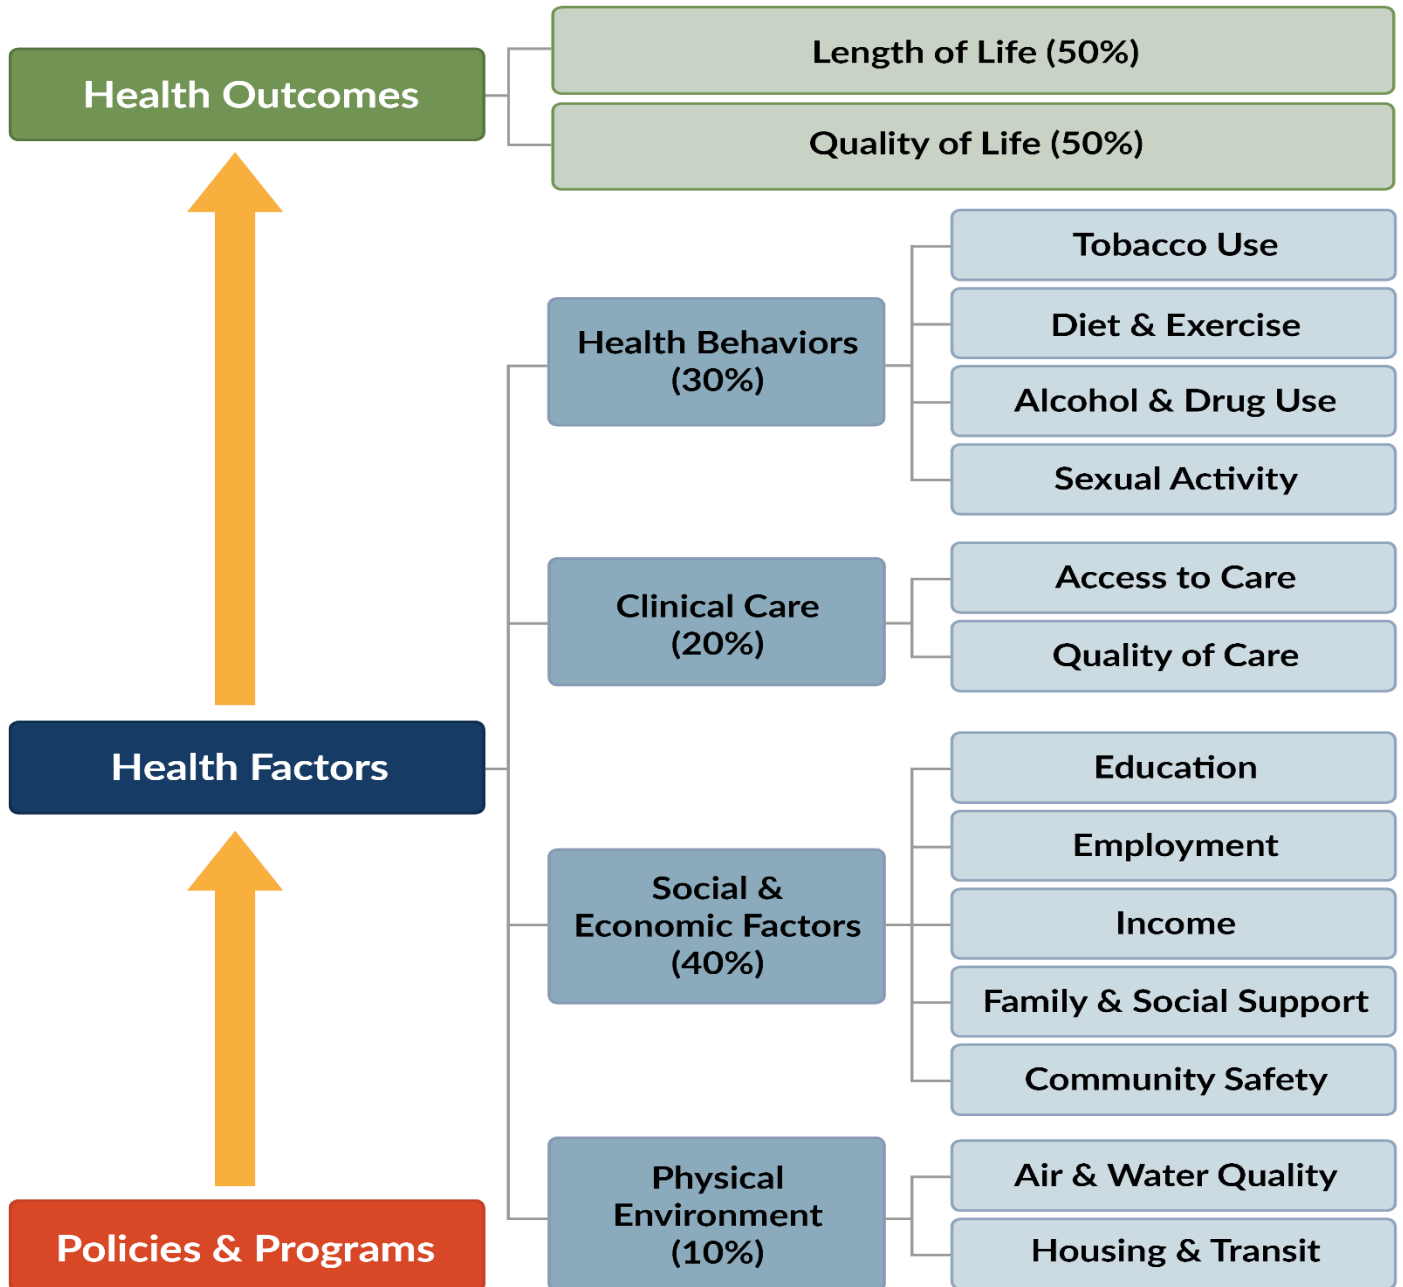 Health Outcomes
Length of Life (50%)
Quality of Life (50%)
Health Factors
Health Behaviors
(30%)
Tobacco Use
Diet & Exercise
Alcohol & Drug Use
Sexual Activity
Clinical Care
(20%)
Access to Care
Quality of Care
Social &
Economic Factors
(40%)
Education
Employment
Income
Family & Social Support
Community Safety
Physical
Environment
(10%)
Air & Water Quality
Housing & Transit
Policies & Programs